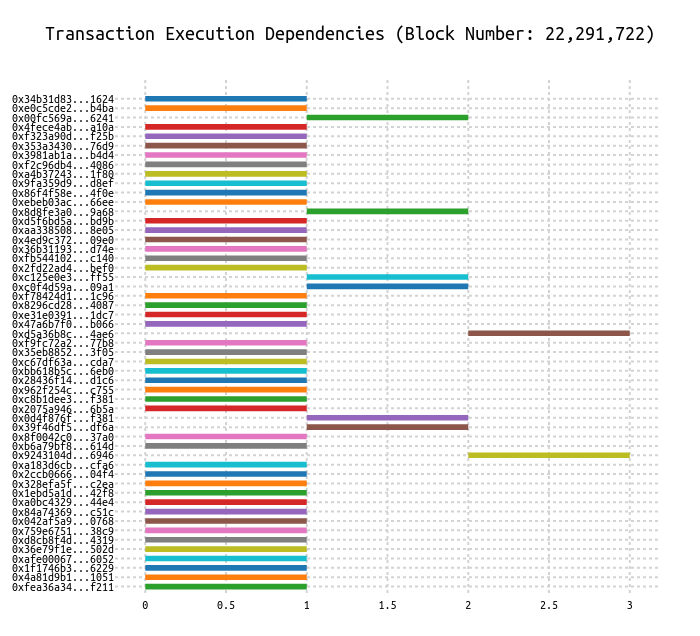 Transaction Execution Dependencies (Block Number: 22,291,722)
0x34b31d83...1624
0xe0c5cde2...b4ba
0x00fc569a...6241
0x4fece4ab...a10a
0xf323a90d...f25b
0x353a3430...76d9
0x3981ab1a...b4d4
0xf2c96db4...4086
0xa4b37243...1f80
0x9fa359d9...d8ef
0x86f4f58e...4f0e
0xebeb03ac...66ee
0x8d8fe3a0...9a68
0xd5f6bd5a...bd9b
0xaa338508...8e05
0x4ed9c372...09e0
0x36b31193...d74e
0xfb544102...c140
0x2fd22ad4...bef0
0xc125e0e3...ff55
0xc0f4d59a...09a1
0xf78424d1...1c96
0x8296cd28...4087
0xe31e0391...1dc7
0x47a6b7f0...b066
0xd5a36b8c...4ae6
0xf9fc72a2...77b8
0x35eb8852...3f05
0xc67df63a...cda7
0xbb618b5c...6eb0
0x28436f14...d1c6
0x962f254c...c755
0xc8b1dee3...f381
0x2075a946...6b5a
0x0d4f876f...f381
0x39f46df5...df6a
0x8f0042c0...37a0
0xb6a79bf8...614d
0x9243104d...6946
0xa183d6cb...cfa6
0x2ccb0666...04f4
0x328efa5f...c2ea
0x1ebd5a1d...42f8
0xa0bc4329...44e4
0x84a74369...c51c
0x042af5a9...0768
0x759e6751...38c9
0xd8cb8f4d...4319
0x36e79f1e...502d
0xafe00067...6052
0x1f1746b3...6229
0x4a81d9b1...1051
0xfea36a34...f211
0 0.5 1 1.5 2 2.5 3